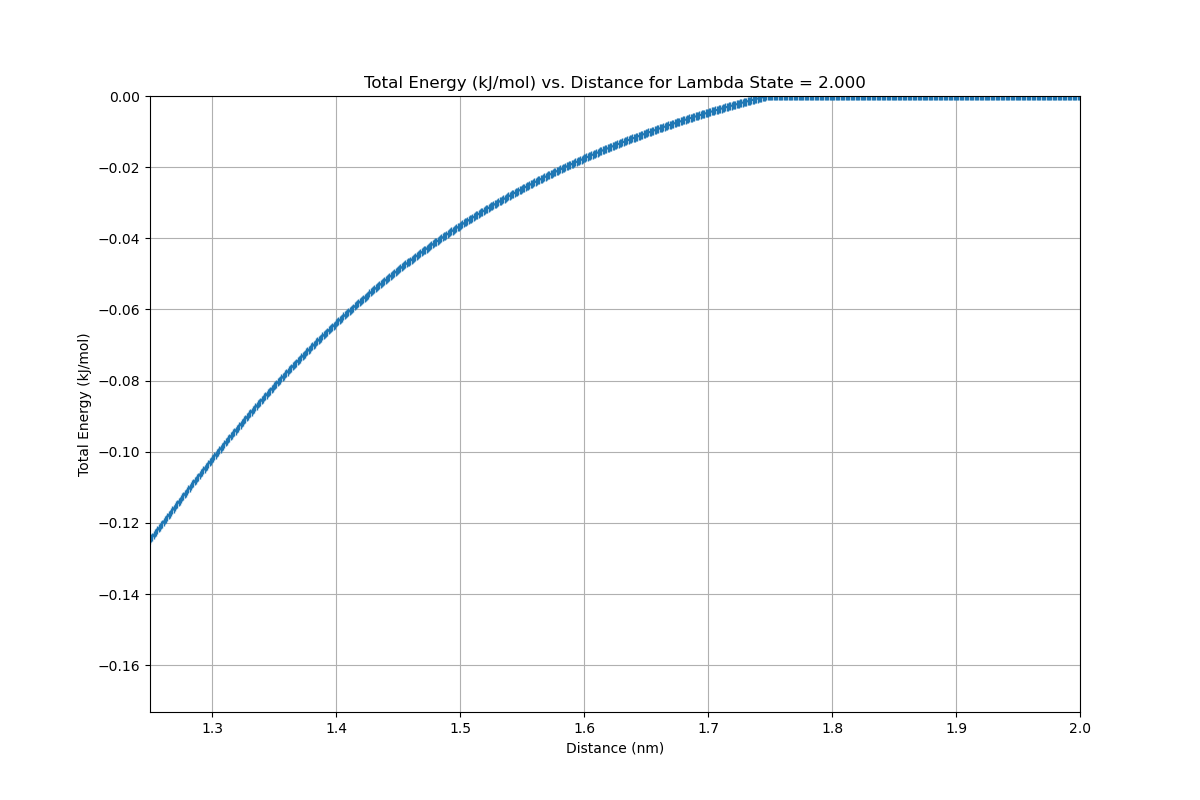 Total Energy (kJ/mol) vs. Distance for Lambda State = 2.000
0.00
−0.02
−0.04
−0.06
−0.08
−0.10
−0.12
−0.14
−0.16
Total Energy (kJ/mol)
1.3 1.4 1.5 1.6 1.7 1.8 1.9 2.0
Distance (nm)